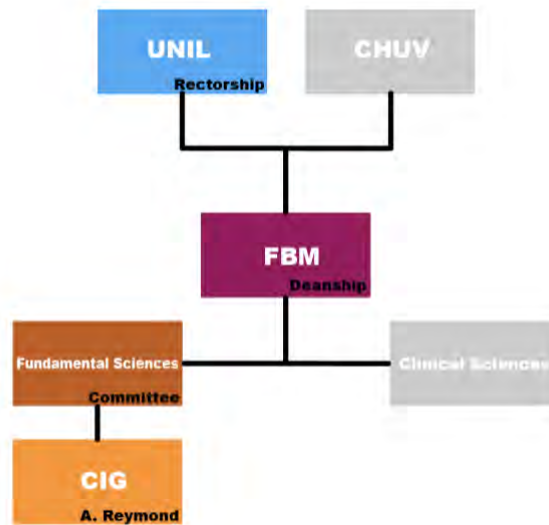 UNIL
Rectorship
CHUV
FBM
Deanship
Fundamental Sciences
Committee
Clinical Sciences
CIG
A. Reymond